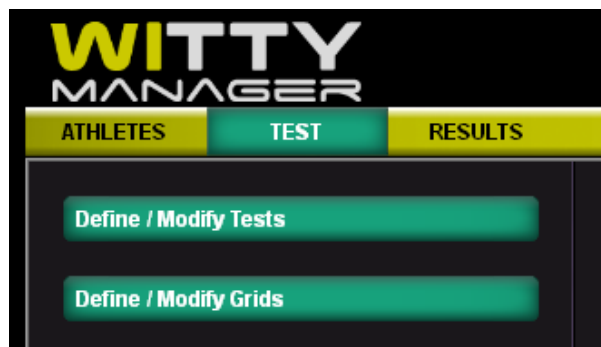 WITTY
MANAGER
ATHLETES TEST RESULTS
Define / Modify Tests
Define / Modify Grids